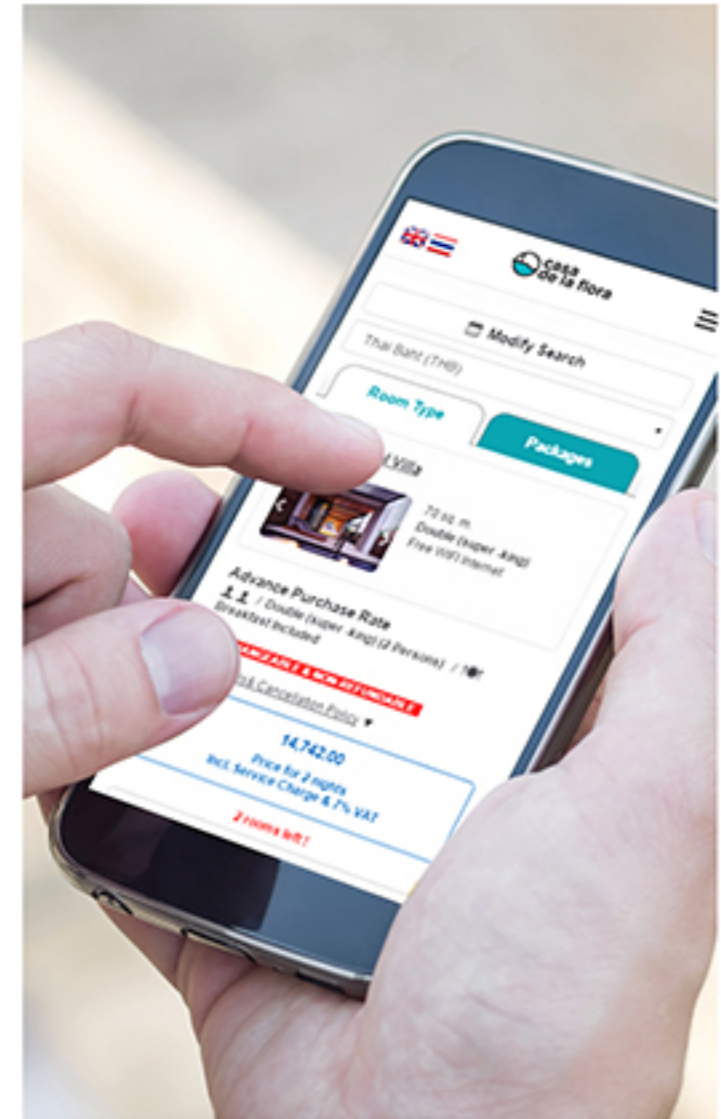 casa
de la flora
Modify Search
Thai Baht (THB)
Room Type
Packages
Villa
70 sq. m.
Double (super -king)
Free WIFI Internet
Advance Purchase Rate
/ Double (super -king) (2 Persons) /
Breakfast Included
& NON-REFUNDABLE
& Cancellation Policy
14,742.00
Price for 2 nights
Incl. Service Charge & 7% VAT
2 rooms left!